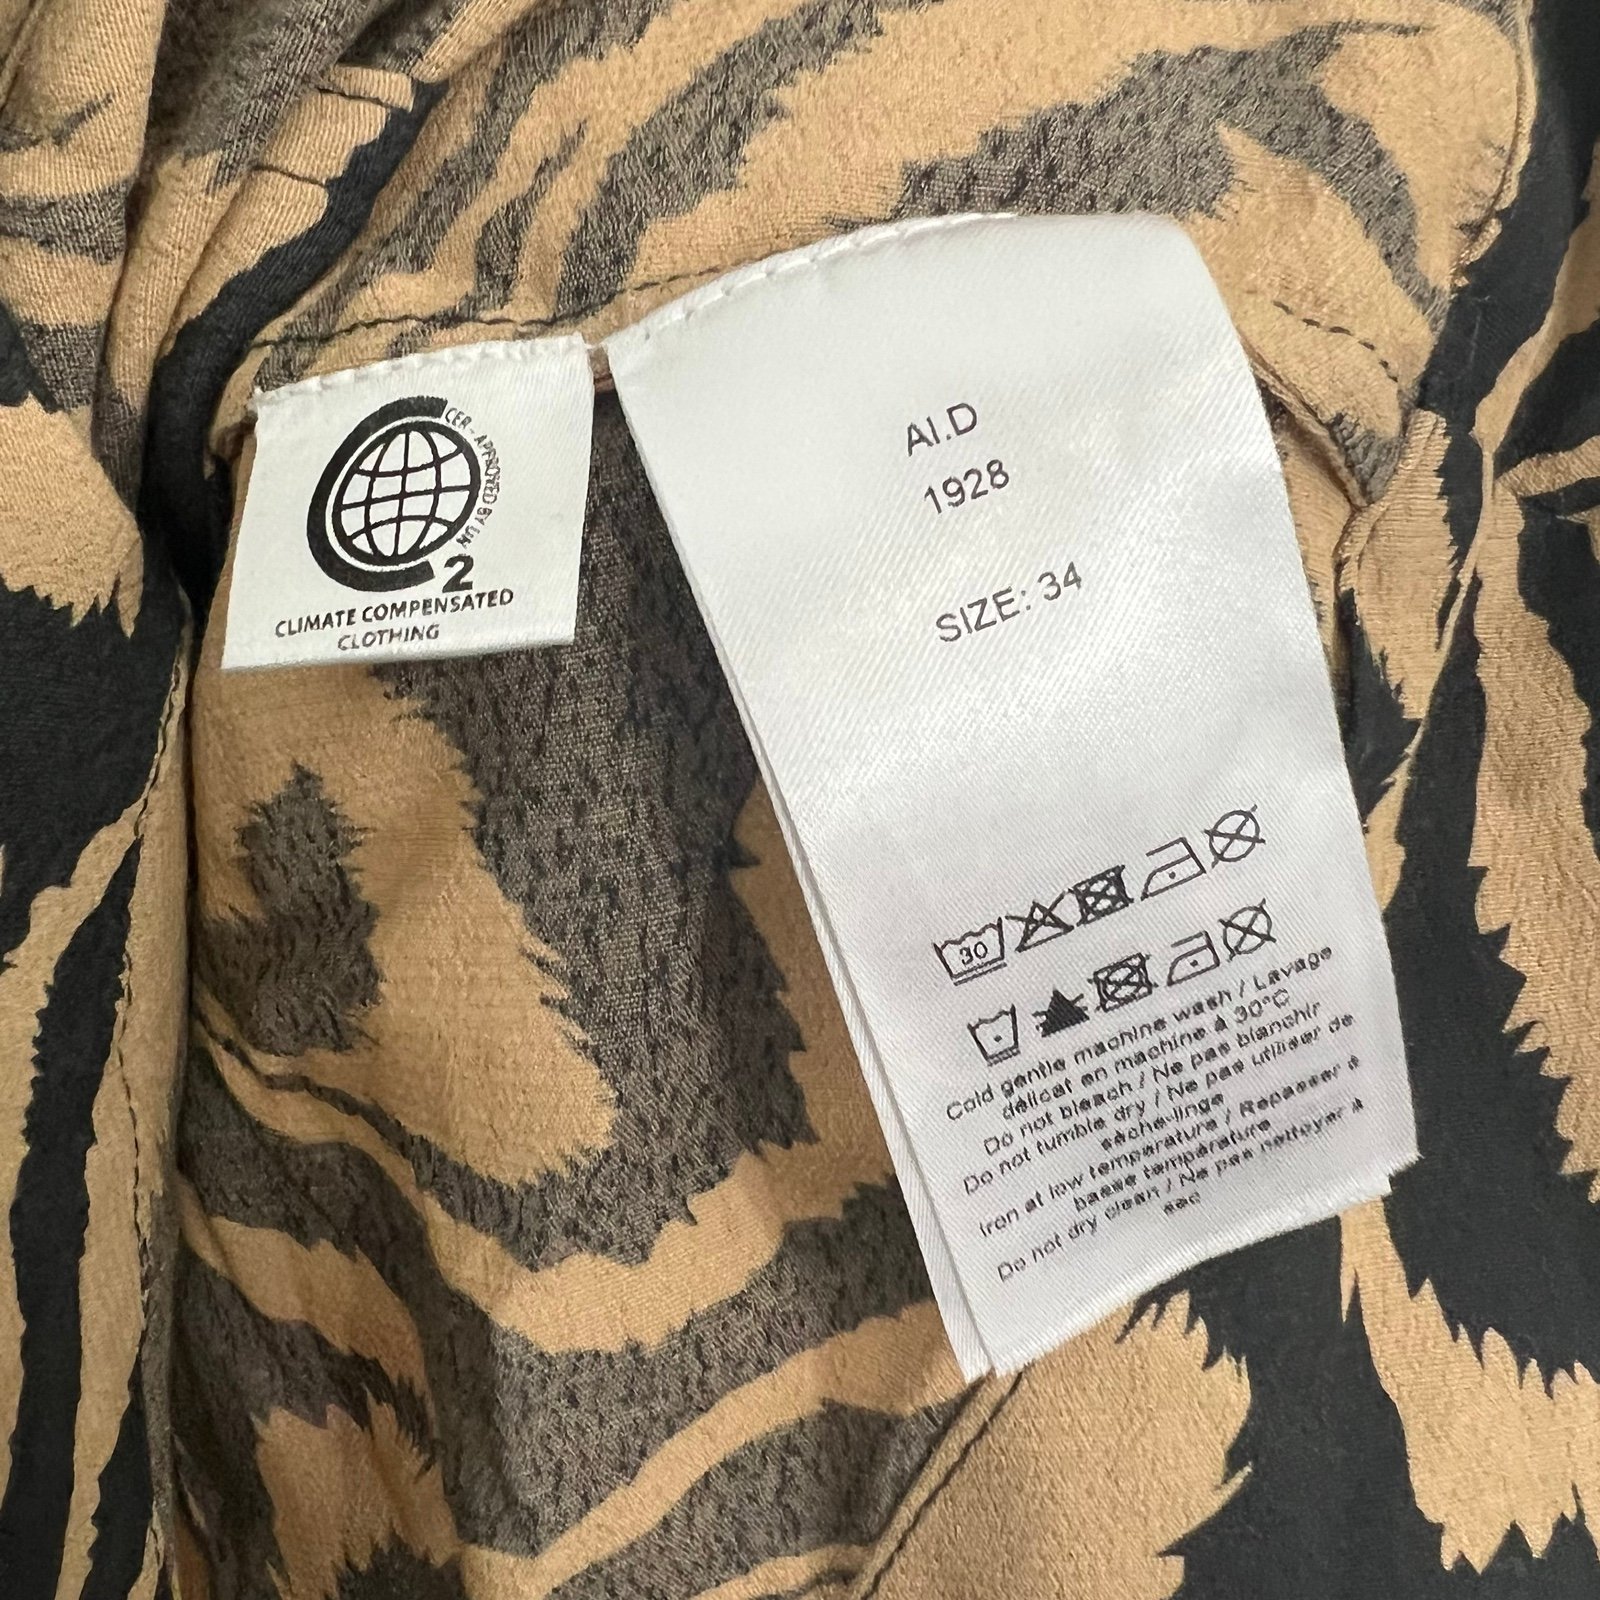 CER - APPROVED BY UN
2
CLIMATE COMPENSATED
CLOTHING
AI.D
1928
SIZE: 34
30
Cold gentle machine wash / Lavage
délicat en machine à 30°C
Do not bleach / Ne pas blanchir
Do not tumble dry / Ne pas utiliser de
sèche-linge
Iron at low temperature / Repasser à
basse température
Do not dry clean / Ne pas nettoyer à
sec